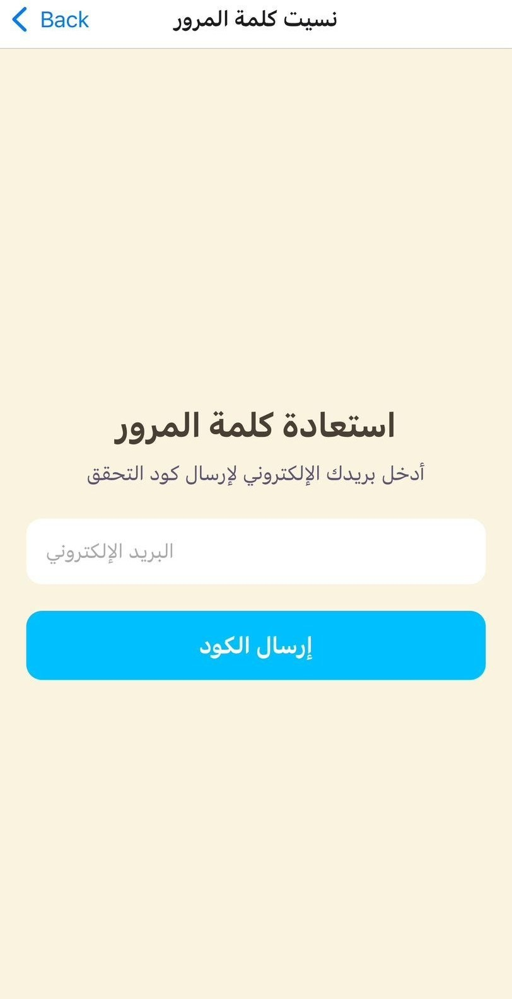 Back
نسيت كلمة المرور
استعادة كلمة المرور
أدخل بريدك الإلكتروني لإرسال كود التحقق
البريد الإلكتروني
إرسال الكود